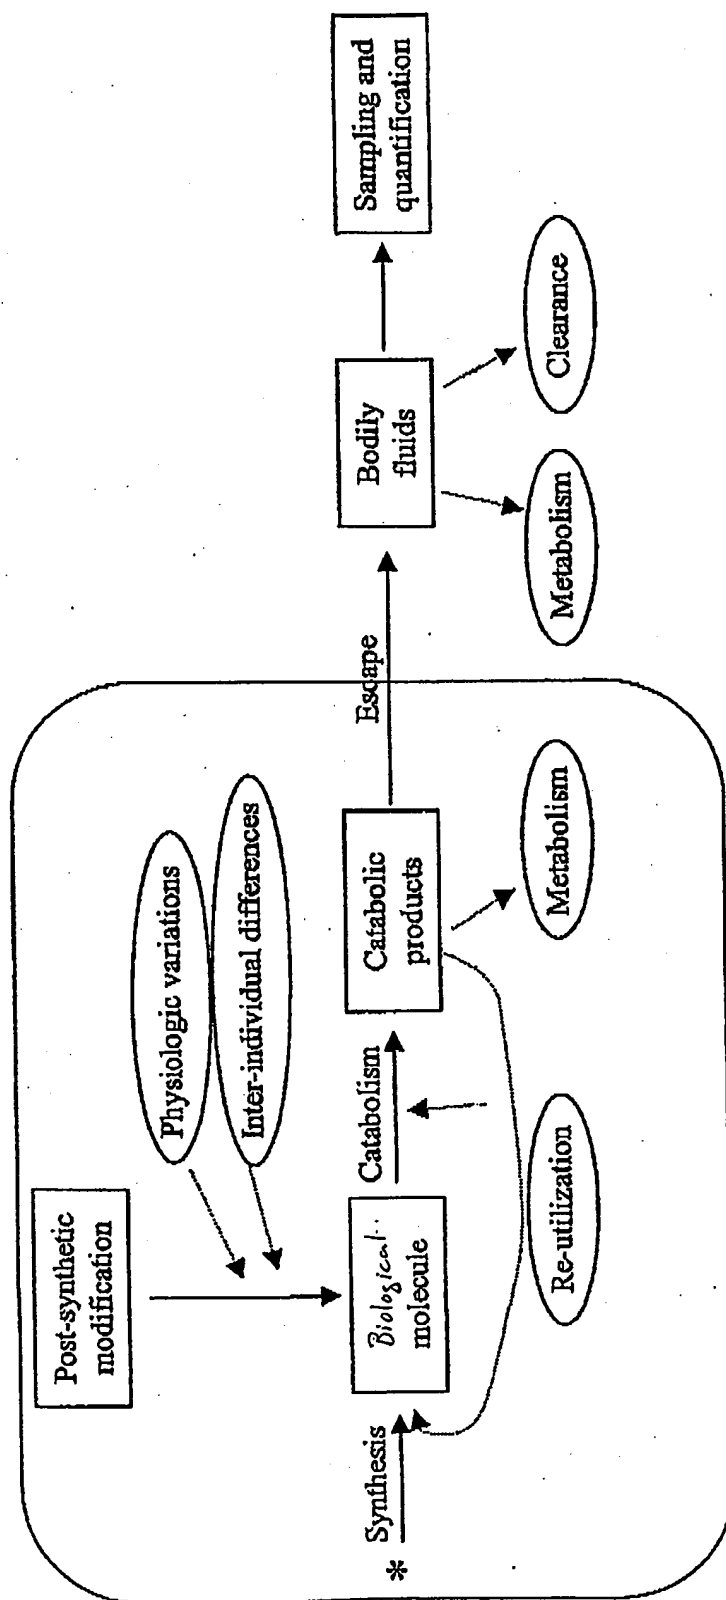 Post-synthetic
modification
Physiologic variations
Inter-individual differences
*
Synthesis
Biological
molecule
Catabolism
Catabolic
products
Escape
Bodily
fluids
Sampling and
quantification
Re-utilization
Metabolism
Metabolism
Clearance